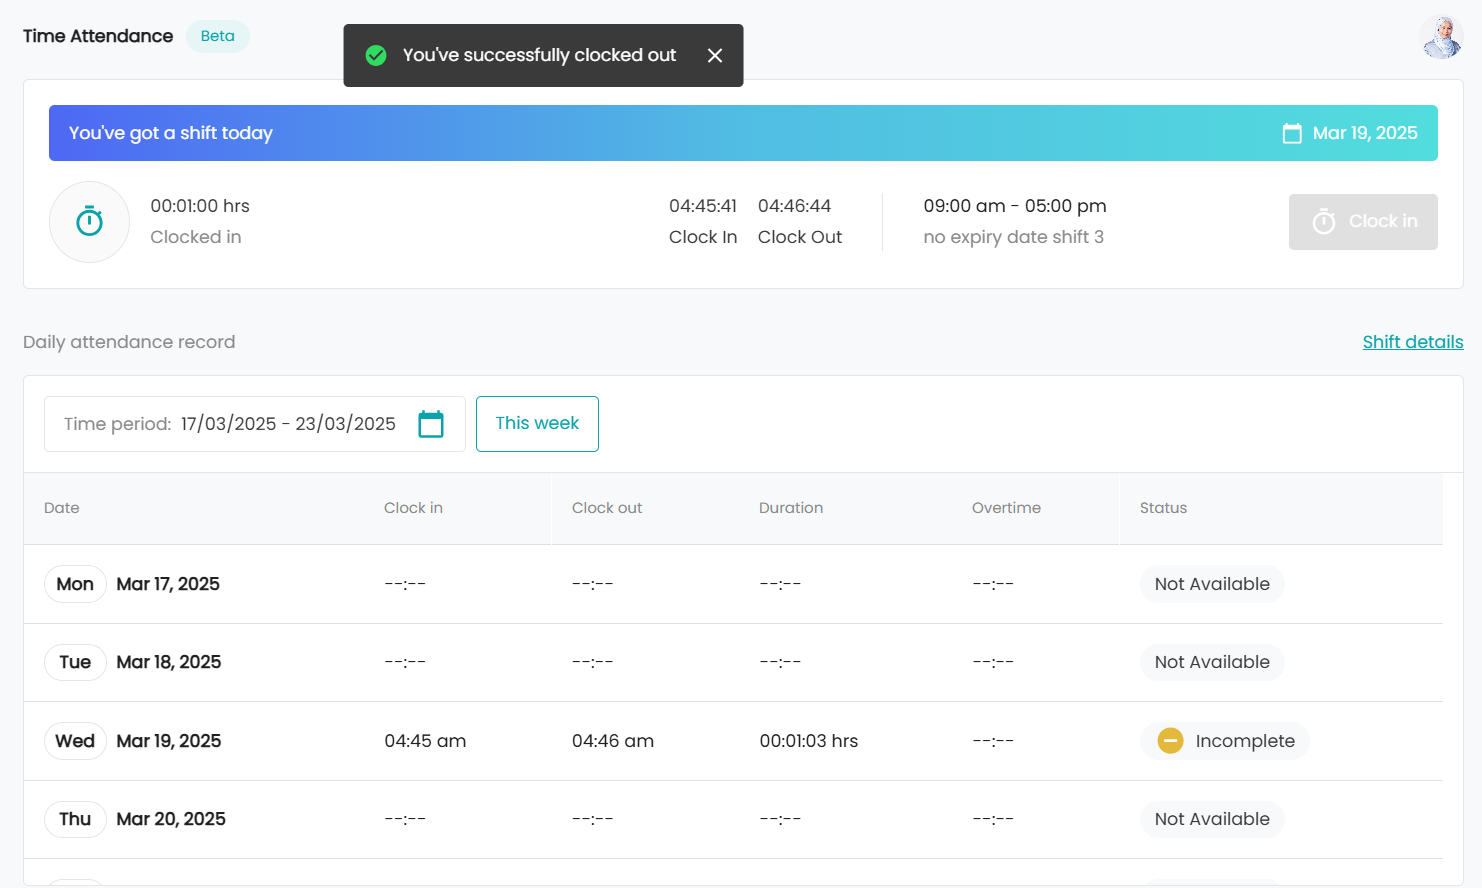 Time Attendance Beta
You've successfully clocked out
You've got a shift today
Mar 19, 2025
00:01:00 hrs
Clocked in
04:45:41 04:46:44
Clock In Clock Out
09:00 am - 05:00 pm
no expiry date shift 3
Clock in
Daily attendance record
Shift details
Time period: 17/03/2025 - 23/03/2025
This week
Date Clock in Clock out Duration Overtime Status
Mon Mar 17, 2025 --:-- --:-- --:-- --:-- Not Available
Tue Mar 18, 2025 --:-- --:-- --:-- --:-- Not Available
Wed Mar 19, 2025 04:45 am 04:46 am 00:01:03 hrs --:-- Incomplete
Thu Mar 20, 2025 --:-- --:-- --:-- --:-- Not Available